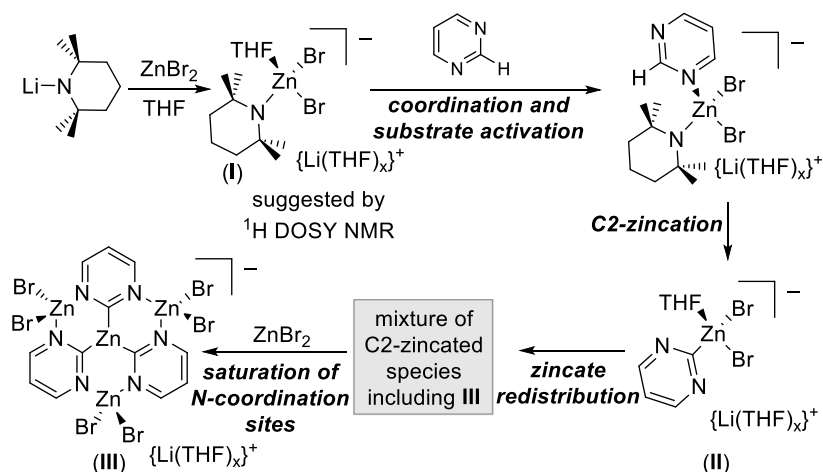 Li N
ZnBr2
THF
THF Br –
Zn
N Br
(I) {Li(THF)x}+
suggested by
1H DOSY NMR
N
N H
coordination and
substrate activation
N –
H N Br
Zn
N Br
{Li(THF)x}+
C2-zincation
THF Br –
Zn
N Br
N
{Li(THF)x}+
(II)
zincate
redistribution
mixture of
C2-zincated
species
including III
ZnBr2
saturation of
N-coordination
sites
–
Br N N Br
Zn Zn
Br Br
N Zn N
N N
Zn
Br
Br {Li(THF)x}+
(III)